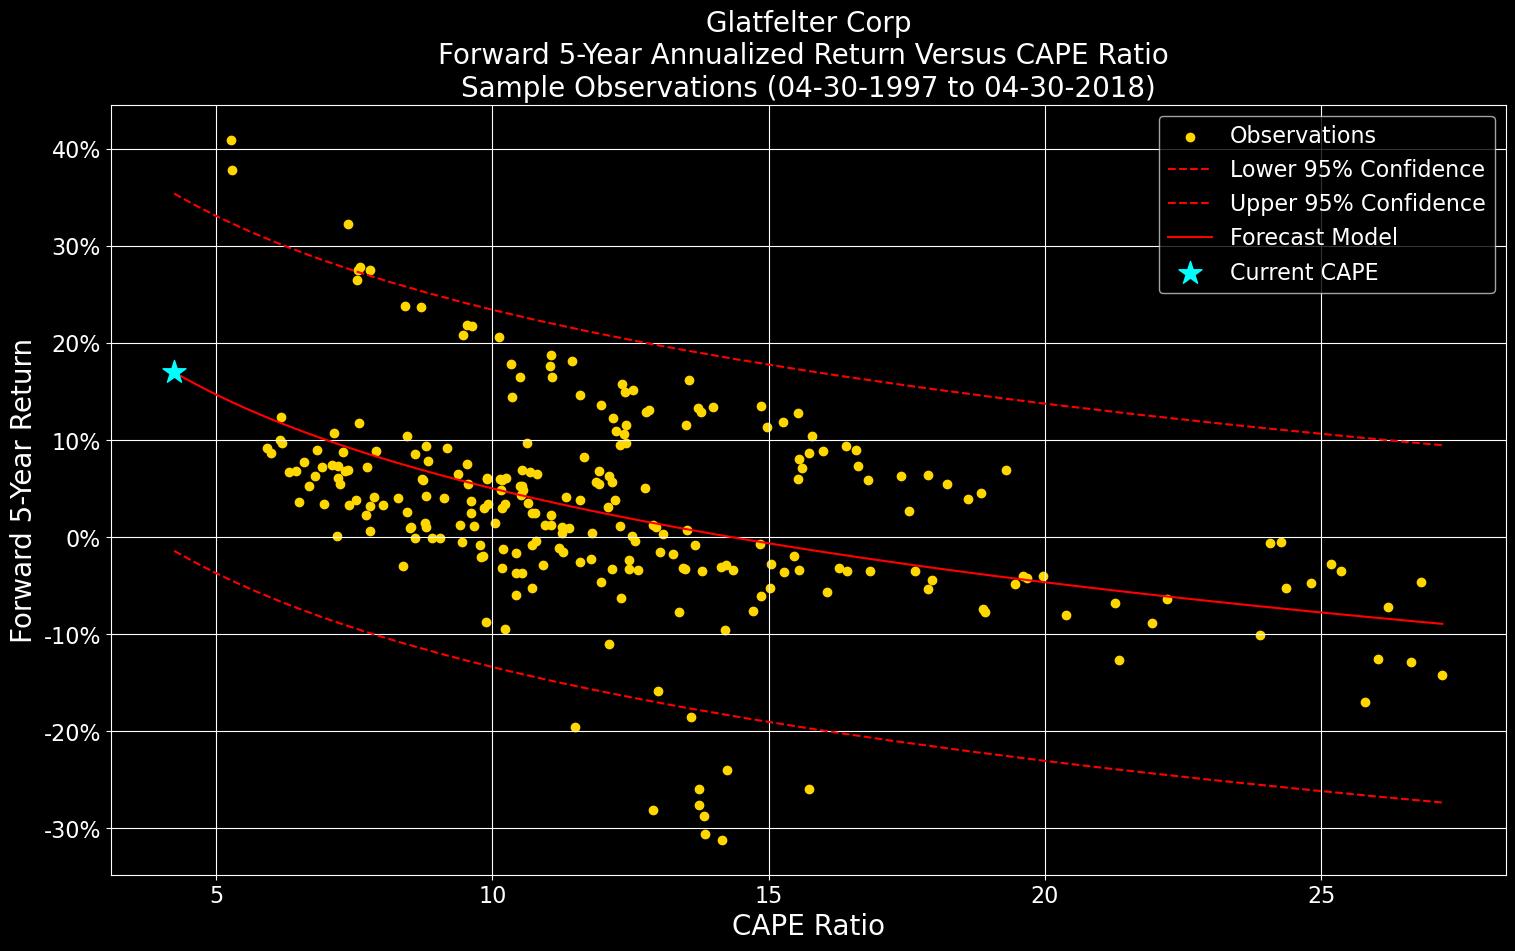 Glatfelter Corp
Forward 5-Year Annualized Return Versus CAPE Ratio
Sample Observations (04-30-1997 to 04-30-2018)
Observations
Lower 95% Confidence
Upper 95% Confidence
Forecast Model
Current CAPE
Forward 5-Year Return
40%
30%
20%
10%
0%
-10%
-20%
-30%
5
10
15
20
25
CAPE Ratio